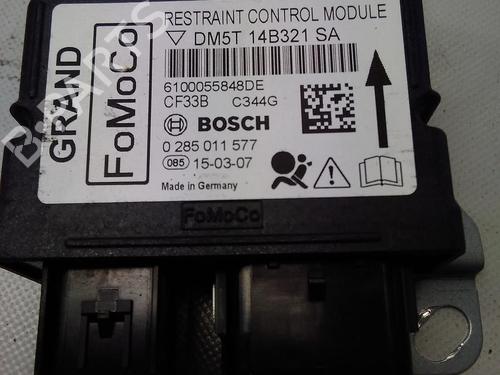 RESTRAINT CONTROL MODULE
DM5T 14B321 SA
GRAND
FoMoCo
6100055848DE
CF33B C344G
BOSCH
0 285 011 577
085 15-03-07
Made in Germany
FoMoCo
B-PARTS